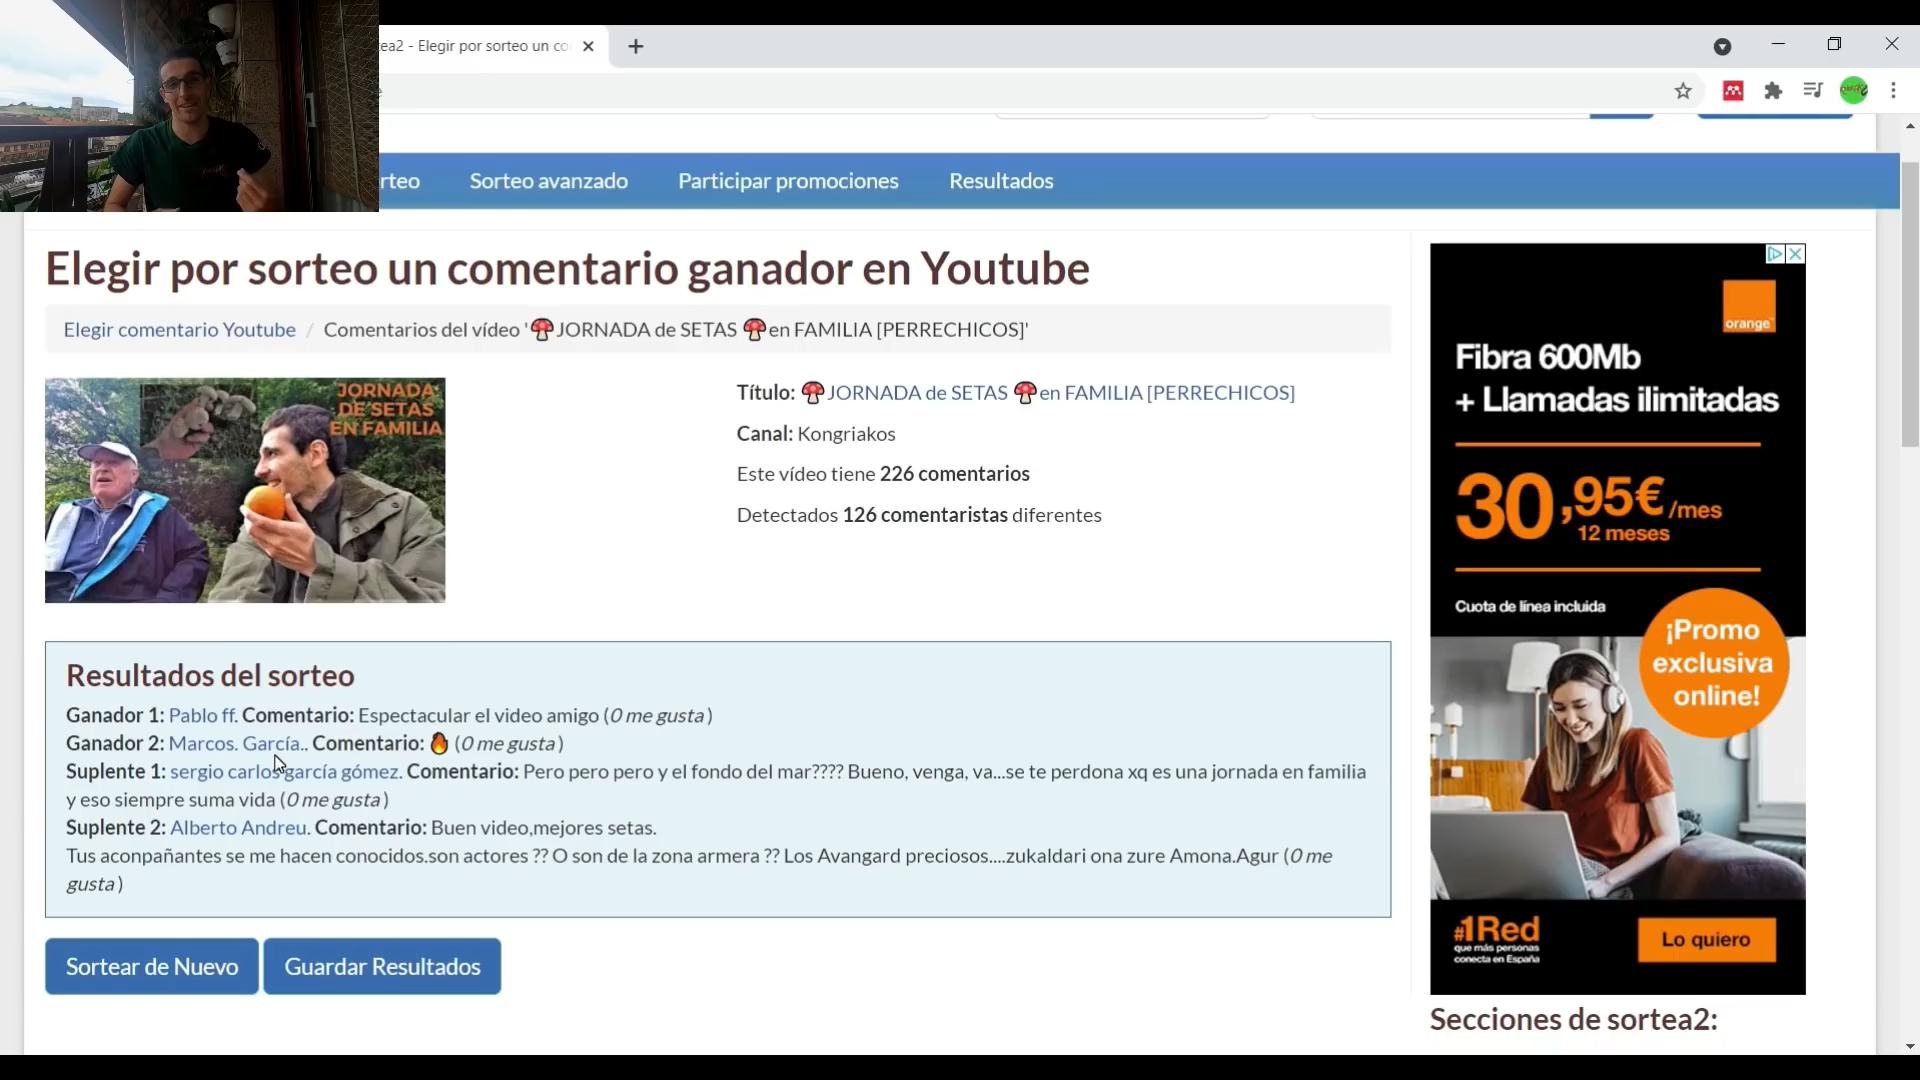 ea2 - Elegir por sorteo un co
rteo
Sorteo avanzado
Participar promociones
Resultados
Elegir por sorteo un comentario ganador en Youtube
Elegir comentario Youtube / Comentarios del vídeo '🍄JORNADA de SETAS 🍄en FAMILIA [PERRECHICOS]'
JORNADA
DE SETAS
EN FAMILIA
Título: 🍄JORNADA de SETAS 🍄en FAMILIA [PERRECHICOS]
Canal: Kongriakos
Este vídeo tiene 226 comentarios
Detectados 126 comentaristas diferentes
Resultados del sorteo
Ganador 1: Pablo ff. Comentario: Espectacular el video amigo (0 me gusta )
Ganador 2: Marcos. García.. Comentario: 🔥 (0 me gusta )
Suplente 1: sergio carlos garcía gómez. Comentario: Pero pero pero y el fondo del mar???? Bueno, venga, va...se te perdona xq es una jornada en familia
y eso siempre suma vida (0 me gusta )
Suplente 2: Alberto Andreu. Comentario: Buen video,mejores setas.
Tus aconpañantes se me hacen conocidos.son actores ?? O son de la zona armera ?? Los Avangard preciosos....zukaldari ona zure Amona.Agur (0 me
gusta )
Sortear de Nuevo
Guardar Resultados
orange™
Fibra 600Mb
+ Llamadas ilimitadas
30,95€/mes
12 meses
Cuota de línea incluida
¡Promo
exclusiva
online!
#1Red
que más personas
conecta en España
Lo quiero
Secciones de sortea2: